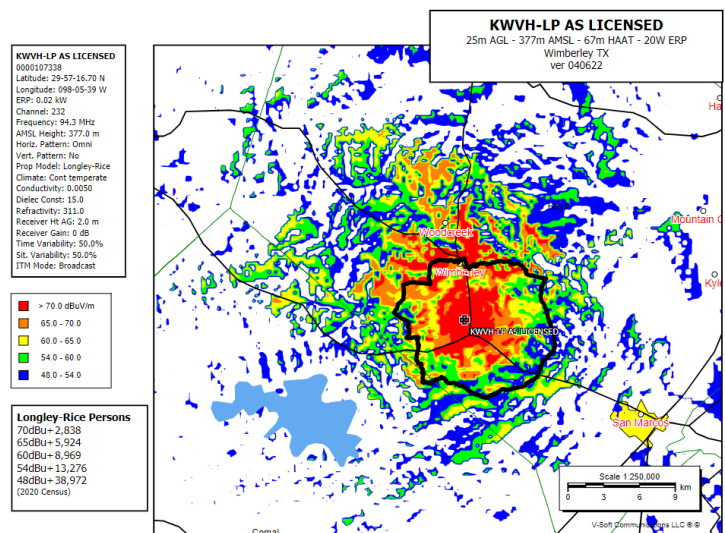 KWVH-LP AS LICENSED
25m AGL - 377m AMSL - 67m HAAT - 20W ERP
Wimberley TX
ver 040622
KWVH-LP AS LICENSED
0000107338
Latitude: 29-57-16.70 N
Longitude: 098-05-39 W
ERP: 0.02 kW
Channel: 232
Frequency: 94.3 MHz
AMSL Height: 377.0 m
Horiz. Pattern: Omni
Vert. Pattern: No
Prop Model: Longley-Rice
Climate: Cont temperate
Conductivity: 0.0050
Dielec Const: 15.0
Refractivity: 311.0
Receiver Ht AG: 2.0 m
Receiver Gain: 0 dB
Time Variability: 50.0%
Sit. Variability: 50.0%
ITM Mode: Broadcast
> 70.0 dBuV/m
65.0 - 70.0
60.0 - 65.0
54.0 - 60.0
48.0 - 54.0
Longley-Rice Persons
70dBu+2,838
65dBu+5,924
60dBu+8,969
54dBu+13,276
48dBu+38,972
(2020 Census)
Ha
Mountain C
Woodcreek
Wimberley
Kyle
KWVH-LP AS LICENSED
San Marcos
Scale 1:250,000
km
0 3 6 9
V-Soft Communications LLC ® ©
Comal